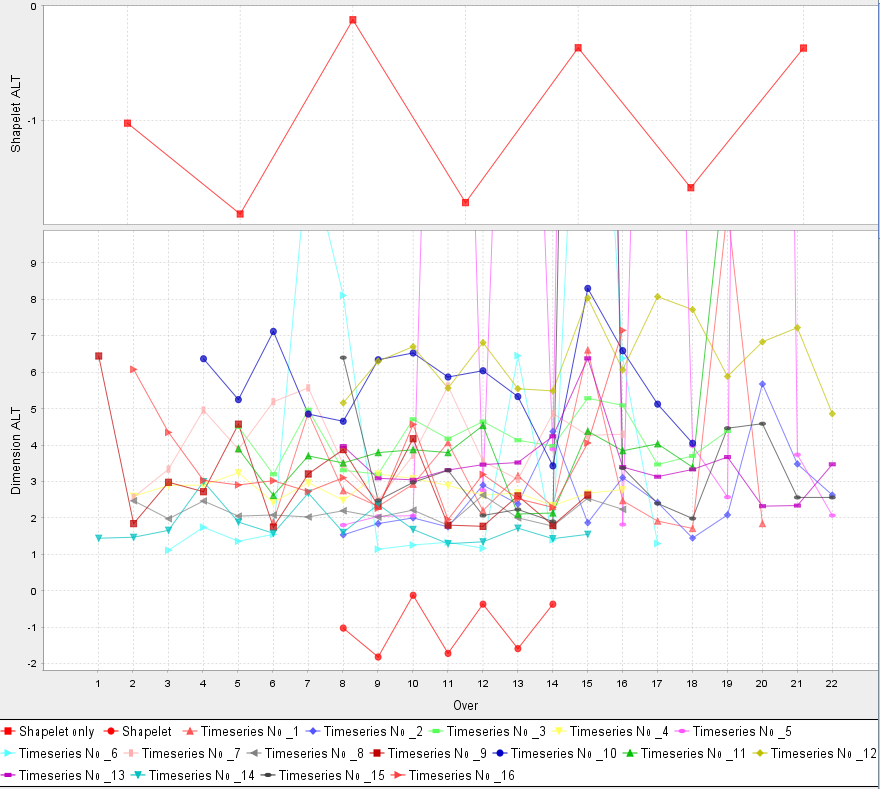 0
Shapelet ALT
-1
9
8
7
6
5
4
3
2
1
0
-1
-2
Dimension ALT
1 2 3 4 5 6 7 8 9 10 11 12 13 14 15 16 17 18 19 20 21 22
Over
Shapelet only Shapelet Timeseries No _1 Timeseries No _2 Timeseries No _3 Timeseries No _4 Timeseries No _5
Timeseries No _6 Timeseries No _7 Timeseries No _8 Timeseries No _9 Timeseries No _10 Timeseries No _11 Timeseries No _12
Timeseries No _13 Timeseries No _14 Timeseries No _15 Timeseries No _16